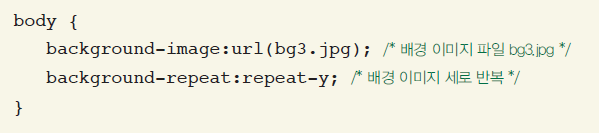 body {
background-image:url(bg3.jpg); /* 배경 이미지 파일 bg3.jpg */
background-repeat:repeat-y; /* 배경 이미지 세로 반복 */
}